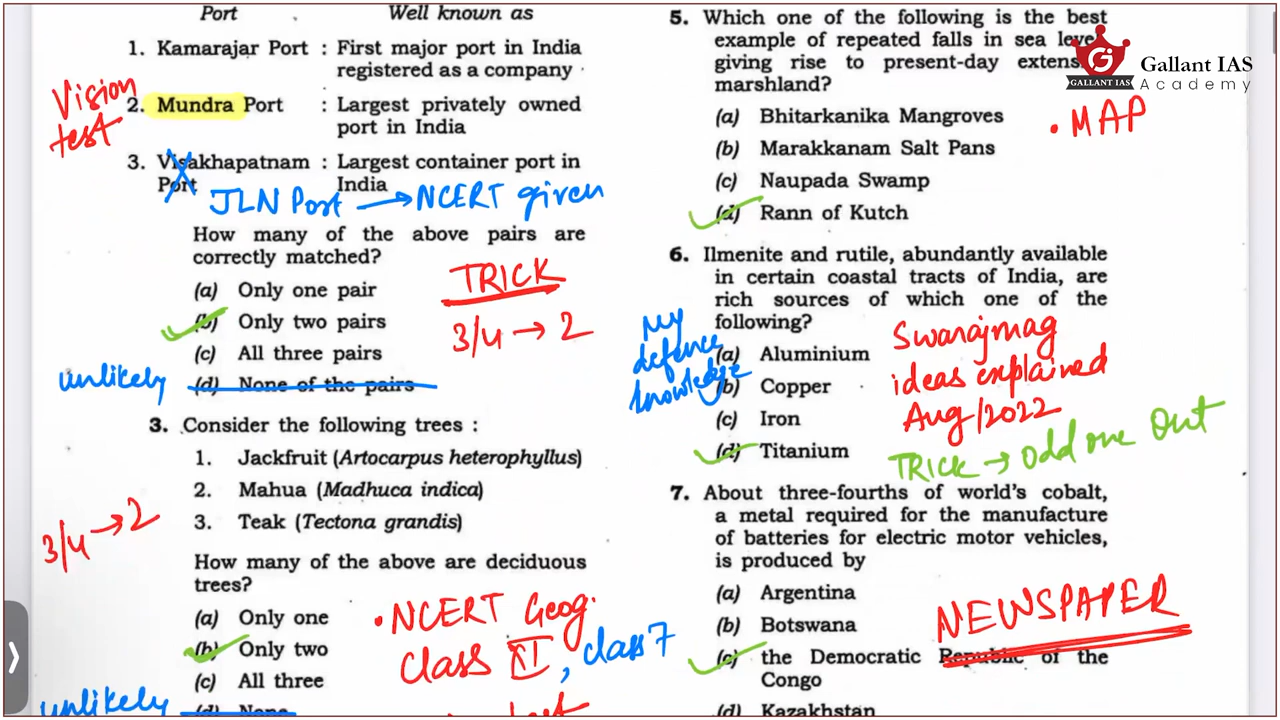 Port Well known as
1. Kamarajar Port : First major port in India
registered as a company
Vision
test
2. Mundra Port : Largest privately owned
port in India
3. Visakhapatnam : Largest container port in
Port India
JLN Port → NCERT given
How many of the above pairs are
correctly matched?
(a) Only one pair
(b) Only two pairs
(c) All three pairs
(d) None of the pairs
unlikely
TRICK
3/4 → 2
3. Consider the following trees :
1. Jackfruit (Artocarpus heterophyllus)
2. Mahua (Madhuca indica)
3. Teak (Tectona grandis)
3/4 → 2
How many of the above are deciduous
trees?
(a) Only one
(b) Only two
(c) All three
(d) None
unlikely
• NCERT Geog.
Class XI, class 7
5. Which one of the following is the best
example of repeated falls in sea level
giving rise to present-day
marshland?
(a) Bhitarkanika Mangroves
(b) Marakkanam Salt Pans
(c) Naupada Swamp
(d) Rann of Kutch
• MAP
GALLANT IAS
Gallant IAS
Academy
6. Ilmenite and rutile, abundantly available
in certain coastal tracts of India, are
rich sources of which one of the
following?
(a) Aluminium
(b) Copper
(c) Iron
(d) Titanium
My
defence
knowledge
Swarajmag
ideas explained
Aug/2022
TRICK → Odd one Out
7. About three-fourths of world's cobalt,
a metal required for the manufacture
of batteries for electric motor vehicles,
is produced by
(a) Argentina
(b) Botswana
(c) the Democratic Republic of the
Congo
(d) Kazakhstan
NEWSPAPER